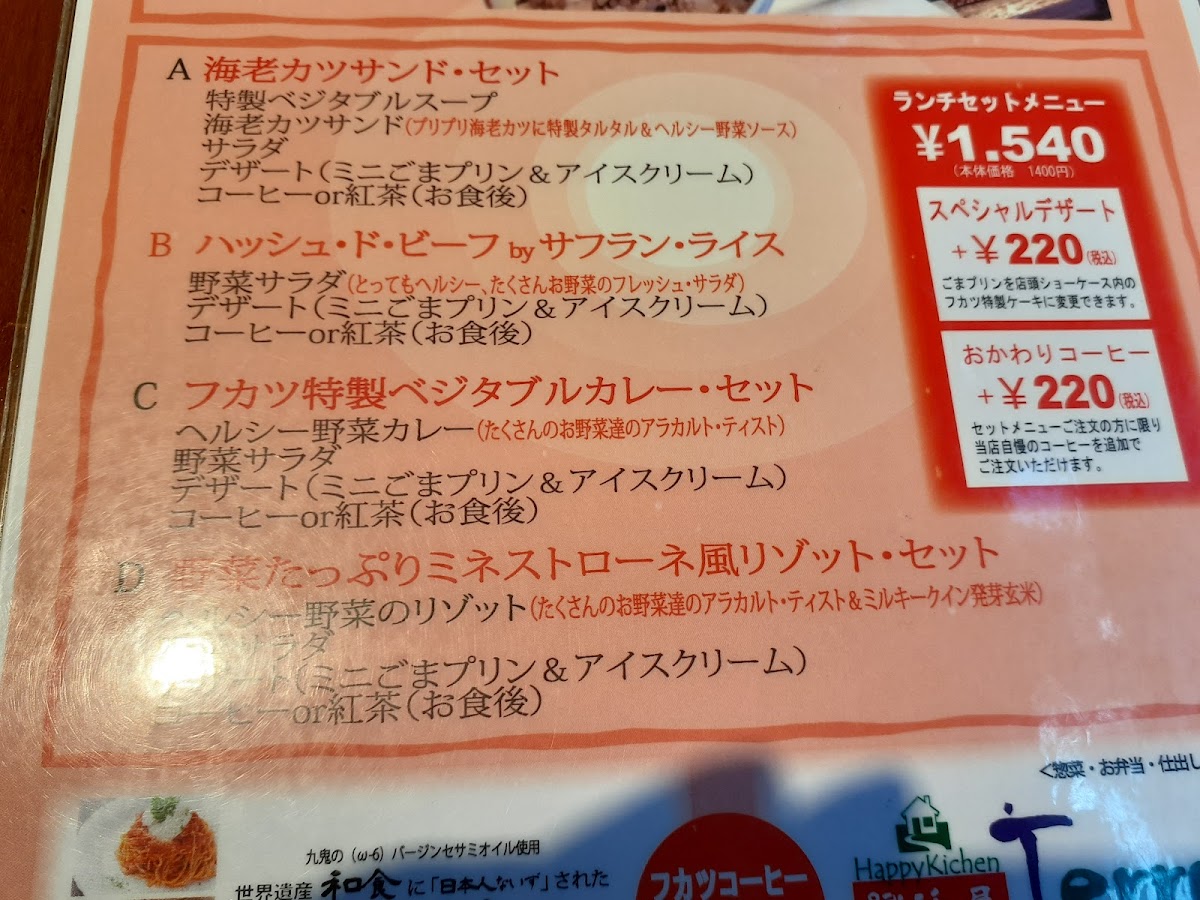 A 海老カツサンド・セット
特製ベジタブルスープ
海老カツサンド(プリプリ海老カツに特製タルタル＆ヘルシー野菜ソース)
サラダ
デザート(ミニごまプリン＆アイスクリーム)
コーヒーor紅茶(お食後)
B ハッシュ・ド・ビーフ by サフラン・ライス
野菜サラダ(とってもヘルシー、たくさんお野菜のフレッシュ・サラダ)
デザート(ミニごまプリン＆アイスクリーム)
コーヒーor紅茶(お食後)
C フカツ特製ベジタブルカレー・セット
ヘルシー野菜カレー(たくさんのお野菜達のアラカルト・ティスト)
野菜サラダ
デザート(ミニごまプリン＆アイスクリーム)
コーヒーor紅茶(お食後)
D 野菜たっぷりミネストローネ風リゾット・セット
ヘルシー野菜のリゾット(たくさんのお野菜達のアラカルト・ティスト＆ミルキークイン発芽玄米)
サラダ
デザート(ミニごまプリン＆アイスクリーム)
コーヒーor紅茶(お食後)
ランチセットメニュー
¥1.540
(本体価格 1400円)
スペシャルデザート
+¥220(税込)
ごまプリンを店頭ショーケース内の
フカツ特製ケーキに変更できます。
おかわりコーヒー
+¥220(税込)
セットメニューご注文の方に限り
当店自慢のコーヒーを追加で
ご注文いただけます。
<惣菜・お弁当・仕出し
九鬼の (ω-6) バージンセサミオイル使用
世界遺産 和食 に「日本人ないず」された
フカツコーヒー
HappyKichen